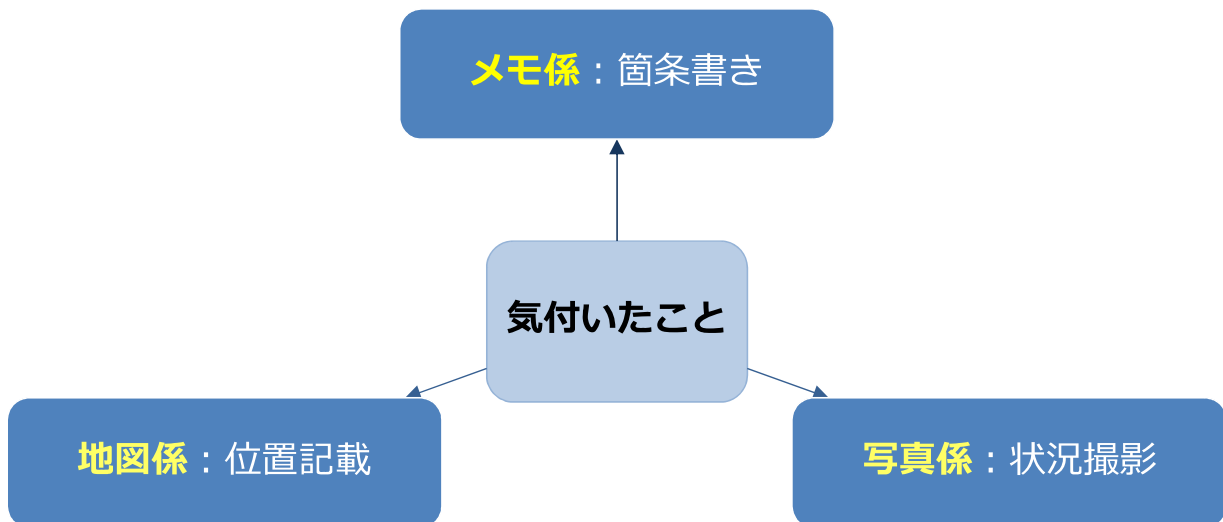 メモ係：箇条書き
気付いたこと
地図係：位置記載
写真係：状況撮影